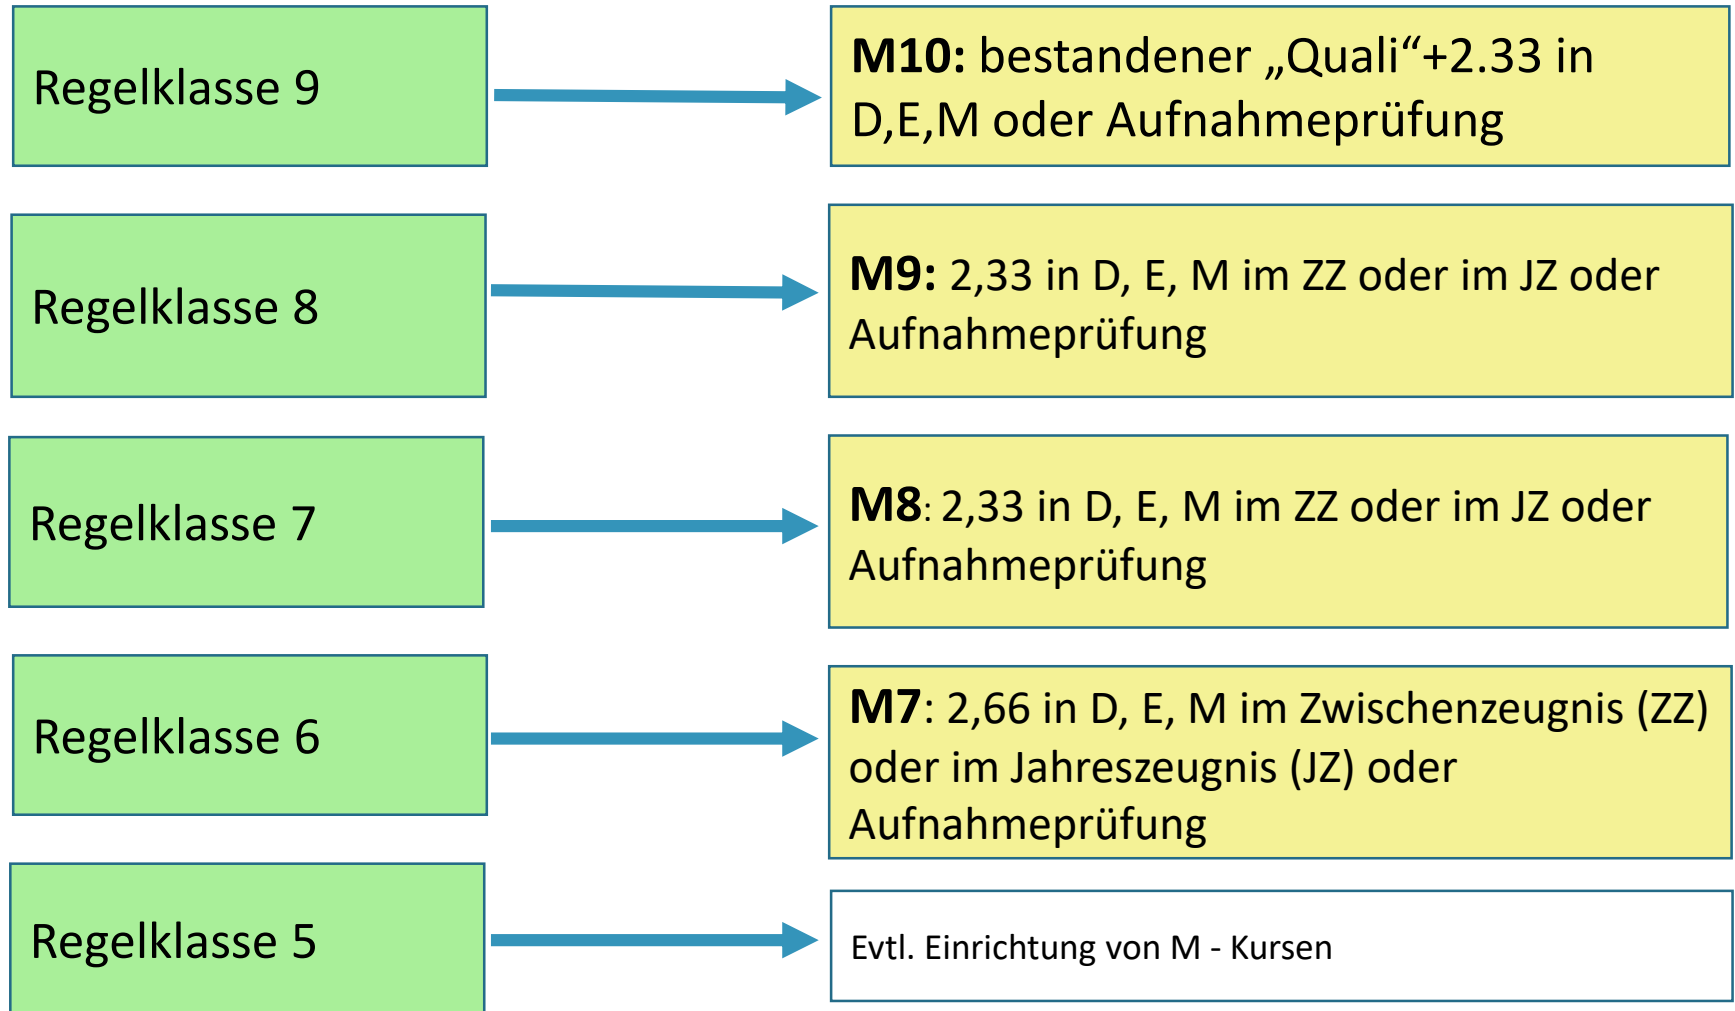 Regelklasse 9
M10: bestandener „Quali“+2.33 in
D,E,M oder Aufnahmeprüfung
Regelklasse 8
M9: 2,33 in D, E, M im ZZ oder im JZ oder
Aufnahmeprüfung
Regelklasse 7
M8: 2,33 in D, E, M im ZZ oder im JZ oder
Aufnahmeprüfung
Regelklasse 6
M7: 2,66 in D, E, M im Zwischenzeugnis (ZZ)
oder im Jahreszeugnis (JZ) oder
Aufnahmeprüfung
Regelklasse 5
Evtl. Einrichtung von M - Kursen